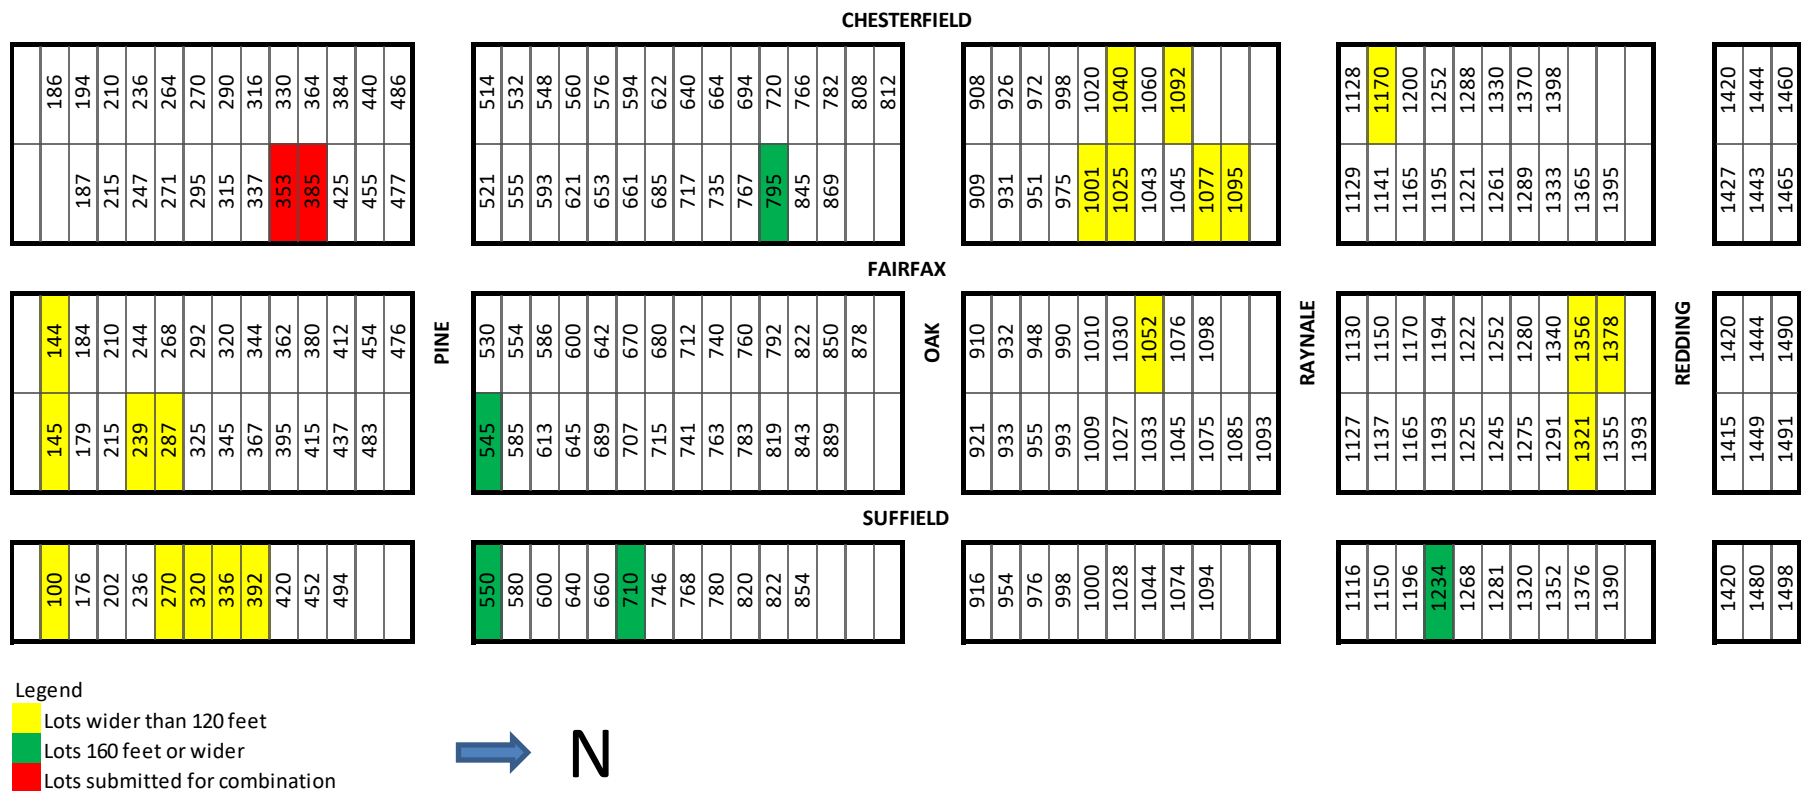 CHESTERFIELD
186 194 210 236 264 270 290 316 330 364 384 440 486
514 532 548 560 576 594 622 640 664 694 720 766 782 808 812
908 926 972 998 1020 1040 1060 1092
1128 1170 1200 1252 1288 1330 1370 1398
1420 1444 1460
187 215 247 271 295 315 337 353 385 425 455 477
521 555 593 621 653 661 685 717 735 767 795 845 869
909 931 951 975 1001 1025 1043 1045 1077 1095
1129 1141 1165 1195 1221 1261 1289 1333 1365 1395
1427 1443 1465
FAIRFAX
144 184 210 244 268 292 320 344 362 380 412 454 476
PINE
530 554 586 600 642 670 680 712 740 760 792 822 850 878
OAK
910 932 948 990 1010 1030 1052 1076 1098
RAYNALE
1130 1150 1170 1194 1222 1252 1280 1340 1356 1378
REDDING
1420 1444 1490
145 179 215 239 287 325 345 367 395 415 437 483
545 585 613 645 689 707 715 741 763 783 819 843 889
921 933 955 993 1009 1027 1033 1045 1075 1085 1093
1127 1137 1165 1193 1225 1245 1275 1291 1321 1355 1393
1415 1449 1491
SUFFIELD
100 176 202 236 270 320 336 392 420 452 494
550 580 600 640 660 710 746 768 780 820 822 854
916 954 976 998 1000 1028 1044 1074 1094
1116 1150 1196 1234 1268 1281 1320 1352 1376 1390
1420 1480 1498
Legend
Lots wider than 120 feet
Lots 160 feet or wider
Lots submitted for combination
N